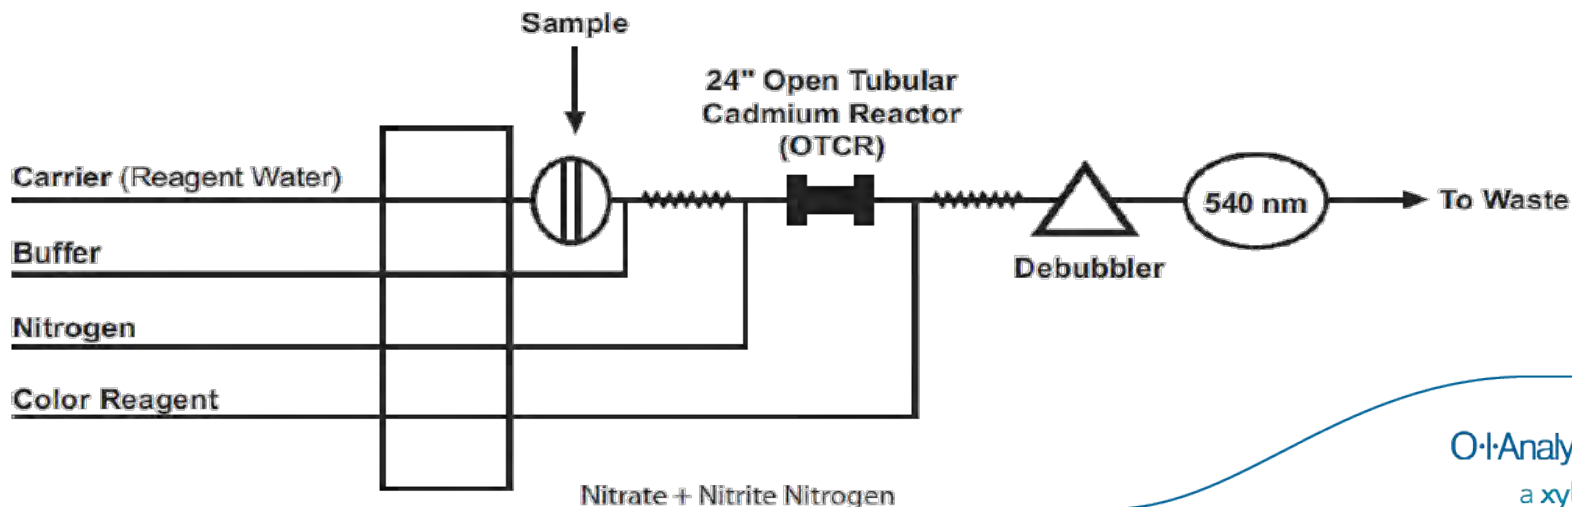 Sample
24" Open Tubular
Cadmium Reactor
(OTCR)
Carrier (Reagent Water)
540 nm
To Waste
Buffer
Debubbler
Nitrogen
Color Reagent
Nitrate + Nitrite Nitrogen
O·I·Analy
a xyl